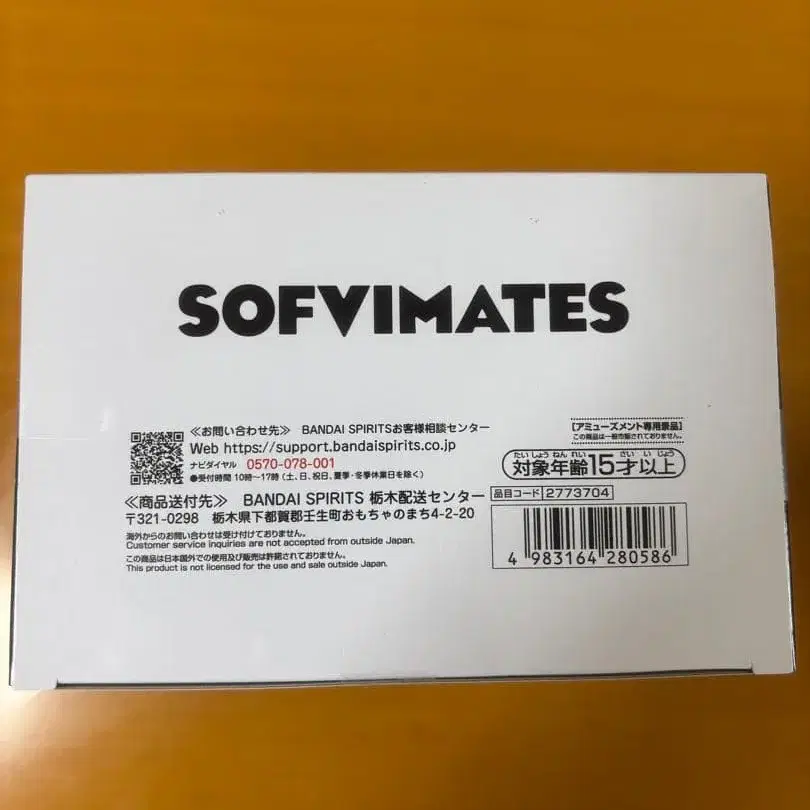 SOFVIMATES
≪お問い合わせ先≫ BANDAI SPIRITSお客様相談センター
Web https://support.bandaispirits.co.jp
ナビダイヤル 0570-078-001
●受付時間 10時〜17時 (土、日、祝日、夏季・冬季休業日を除く)
≪商品送付先≫ BANDAI SPIRITS 栃木配送センター
〒321-0298 栃木県下都賀郡壬生町おもちゃのまち4-2-20
海外からのお問い合わせは受け付けておりません。
Customer service inquiries are not accepted from outside Japan.
この商品は日本国外での使用及び販売は許諾されておりません。
This product is not licensed for the use and sale outside Japan.
[アミューズメント専用景品]
この商品は一般市販されておりません。
たいしょうねんれい さいいじょう
対象年齢15才以上
品目コード 2773704
4 983164 280586